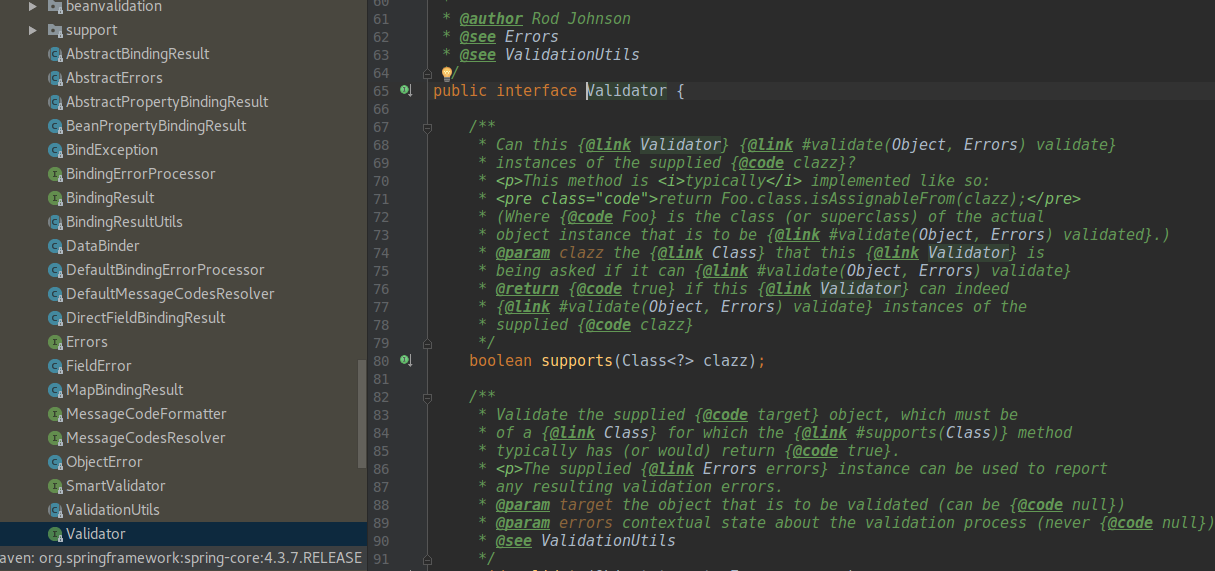 beanvalidation
support
AbstractBindingResult
AbstractErrors
AbstractPropertyBindingResult
BeanPropertyBindingResult
BindException
BindingErrorProcessor
BindingResult
BindingResultUtils
DataBinder
DefaultBindingErrorProcessor
DefaultMessageCodesResolver
DirectFieldBindingResult
Errors
FieldError
MapBindingResult
MessageCodeFormatter
MessageCodesResolver
ObjectError
SmartValidator
ValidationUtils
Validator
aven: org.springframework:spring-core:4.3.7.RELEASE
60 *
61 * @author Rod Johnson
62 * @see Errors
63 * @see ValidationUtils
64 */
65 public interface Validator {
66
67 /**
68 * Can this {@link Validator} {@link #validate(Object, Errors) validate}
69 * instances of the supplied {@code clazz}?
70 * <p>This method is <i>typically</i> implemented like so:
71 * <pre class="code">return Foo.class.isAssignableFrom(clazz);</pre>
72 * (Where {@code Foo} is the class (or superclass) of the actual
73 * object instance that is to be {@link #validate(Object, Errors) validated}.)
74 * @param clazz the {@link Class} that this {@link Validator} is
75 * being asked if it can {@link #validate(Object, Errors) validate}
76 * @return {@code true} if this {@link Validator} can indeed
77 * {@link #validate(Object, Errors) validate} instances of the
78 * supplied {@code clazz}
79 */
80 boolean supports(Class<?> clazz);
81
82 /**
83 * Validate the supplied {@code target} object, which must be
84 * of a {@link Class} for which the {@link #supports(Class)} method
85 * typically has (or would) return {@code true}.
86 * <p>The supplied {@link Errors errors} instance can be used to report
87 * any resulting validation errors.
88 * @param target the object that is to be validated (can be {@code null})
89 * @param errors contextual state about the validation process (never {@code null})
90 * @see ValidationUtils
91 */